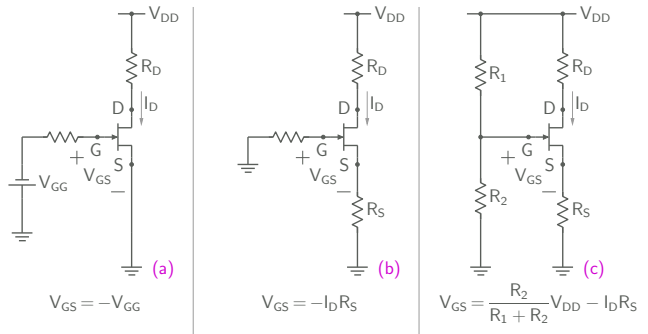 V_DD
R_D
D I_D
G
+
S
V_GS
−
V_GG
(a)
V_GS = −V_GG
V_DD
R_D
D I_D
G
+
S
V_GS
−
R_S
(b)
V_GS = −I_D R_S
V_DD
R_1 R_D
D I_D
G
+
S
V_GS
−
R_2 R_S
(c)
V_GS = R_2 / (R_1 + R_2) V_DD − I_D R_S